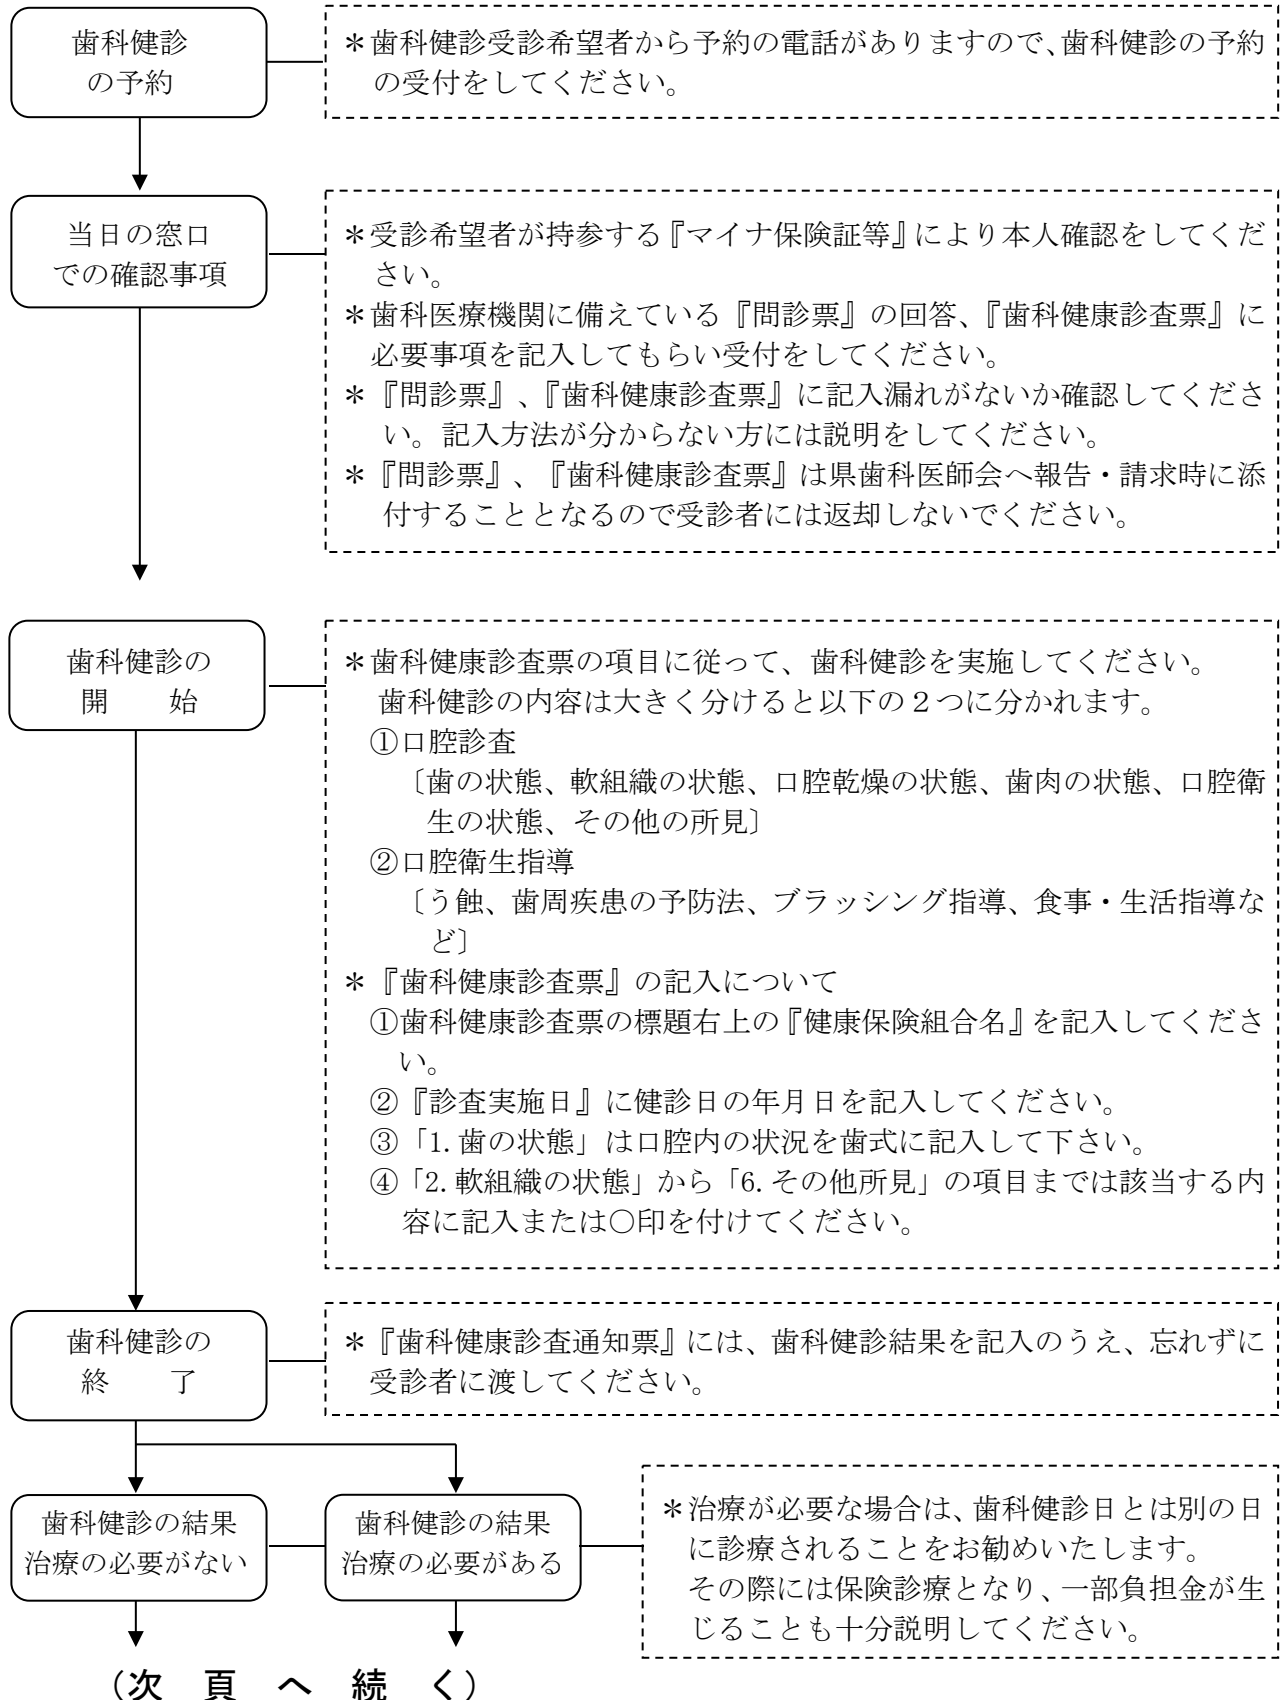 歯科健診
の予約
＊歯科健診受診希望者から予約の電話がありますので、歯科健診の予約
の受付をしてください。
当日の窓口
での確認事項
＊受診希望者が持参する『マイナ保険証等』により本人確認をしてくだ
さい。
＊歯科医療機関に備えている『問診票』の回答、『歯科健康診査票』に
必要事項を記入してもらい受付をしてください。
＊『問診票』、『歯科健康診査票』に記入漏れがないか確認してくださ
い。記入方法が分からない方には説明をしてください。
＊『問診票』、『歯科健康診査票』は県歯科医師会へ報告・請求時に添
付することとなるので受診者には返却しないでください。
歯科健診の
開　始
＊歯科健康診査票の項目に従って、歯科健診を実施してください。
歯科健診の内容は大きく分けると以下の２つに分かれます。
①口腔診査
〔歯の状態、軟組織の状態、口腔乾燥の状態、歯肉の状態、口腔衛
生の状態、その他の所見〕
②口腔衛生指導
〔う蝕、歯周疾患の予防法、ブラッシング指導、食事・生活指導な
ど〕
＊『歯科健康診査票』の記入について
①歯科健康診査票の標題右上の『健康保険組合名』を記入してくださ
い。
②『診査実施日』に健診日の年月日を記入してください。
③「1.歯の状態」は口腔内の状況を歯式に記入して下さい。
④「2.軟組織の状態」から「6.その他所見」の項目までは該当する内
容に記入または○印を付けてください。
歯科健診の
終　了
＊『歯科健康診査通知票』には、歯科健診結果を記入のうえ、忘れずに
受診者に渡してください。
歯科健診の結果
治療の必要がない
歯科健診の結果
治療の必要がある
＊治療が必要な場合は、歯科健診日とは別の日
に診療されることをお勧めいたします。
その際には保険診療となり、一部負担金が生
じることも十分説明してください。
（次　頁　へ　続　く）